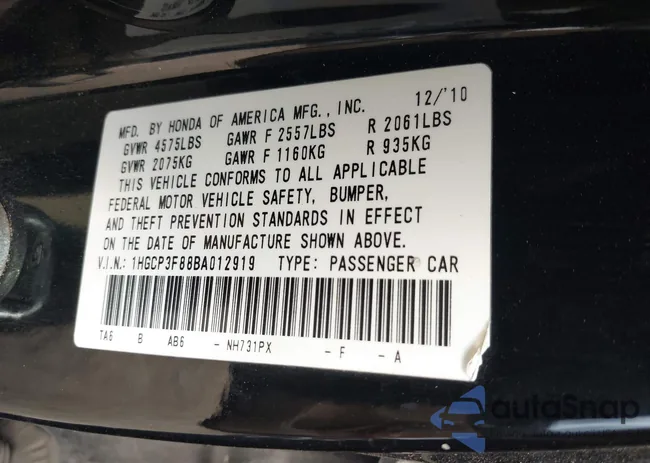 MFD. BY HONDA OF AMERICA MFG., INC. 12/'10
GVWR 4575LBS GAWR F 2557LBS R 2061LBS
GVWR 2075KG GAWR F 1160KG R 935KG
THIS VEHICLE CONFORMS TO ALL APPLICABLE
FEDERAL MOTOR VEHICLE SAFETY, BUMPER,
AND THEFT PREVENTION STANDARDS IN EFFECT
ON THE DATE OF MANUFACTURE SHOWN ABOVE.
V.I.N.: 1HGCP3F88BA012919 TYPE: PASSENGER CAR
TA6 B AB6 - NH731PX - F - A
autoSnap